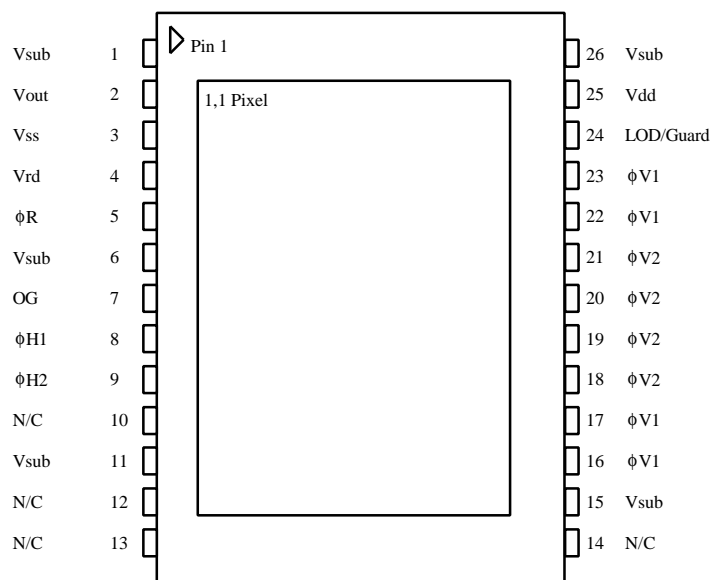 Pin 1
1,1 Pixel
Vsub 1
Vout 2
Vss 3
Vrd 4
ϕR 5
Vsub 6
OG 7
ϕH1 8
ϕH2 9
N/C 10
Vsub 11
N/C 12
N/C 13
26 Vsub
25 Vdd
24 LOD/Guard
23 ϕV1
22 ϕV1
21 ϕV2
20 ϕV2
19 ϕV2
18 ϕV2
17 ϕV1
16 ϕV1
15 Vsub
14 N/C